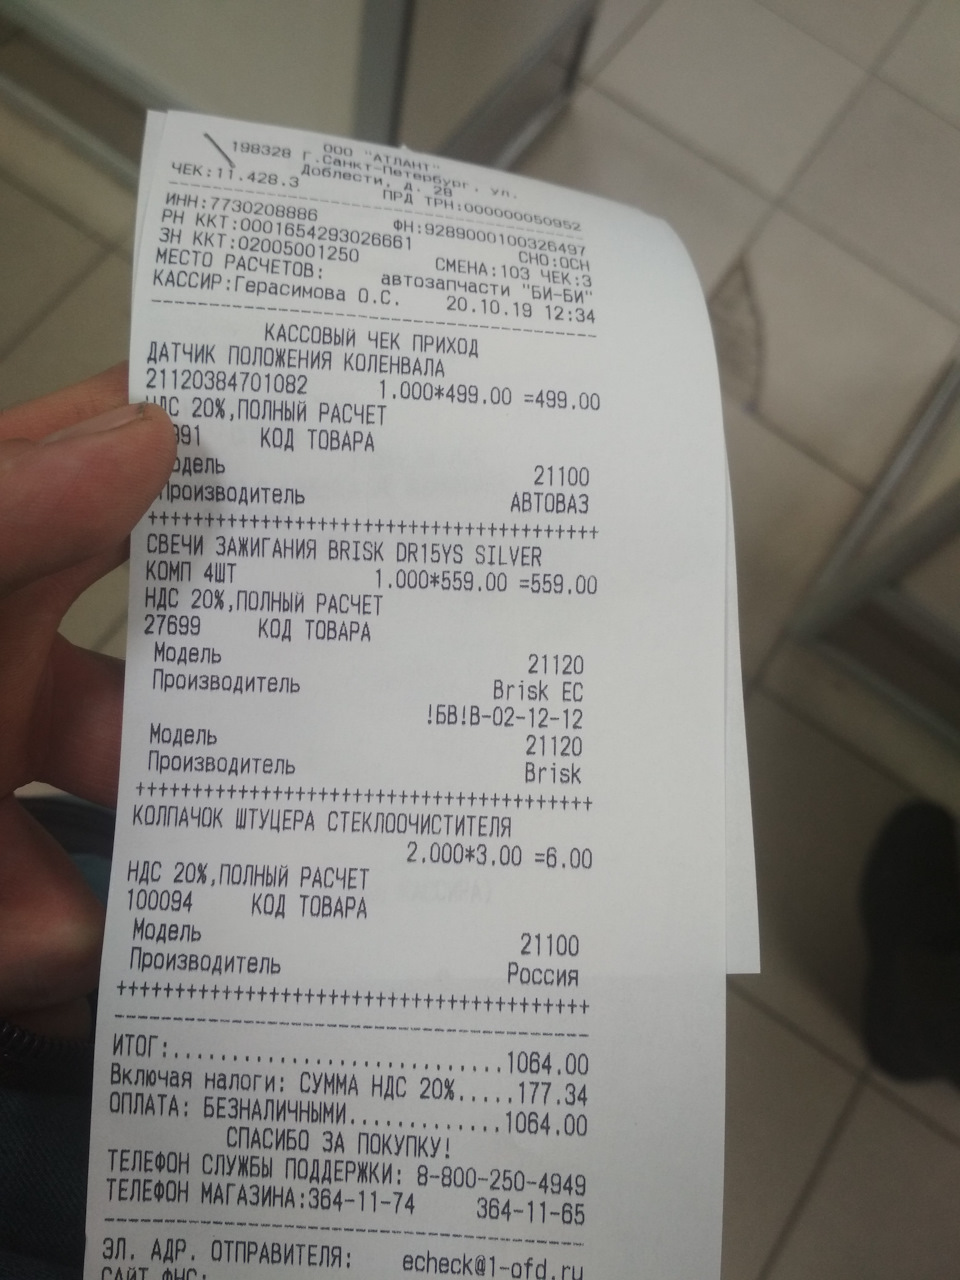 ООО "АТЛАНТ"
198328 г.Санкт-Петербург, ул.
Доблести, д. 28
ЧЕК:11.428.3 ПРД ТРН:000000050952
ИНН:7730208886 ФН:9289000100326497
РН ККТ:0001654293026661 СНО:ОСН
ЗН ККТ:02005001250 СМЕНА:103 ЧЕК:3
МЕСТО РАСЧЕТОВ: автозапчасти "БИ-БИ"
КАССИР:Герасимова О.С. 20.10.19 12:34
КАССОВЫЙ ЧЕК ПРИХОД
ДАТЧИК ПОЛОЖЕНИЯ КОЛЕНВАЛА
21120384701082 1.000*499.00 =499.00
НДС 20%,ПОЛНЫЙ РАСЧЕТ
991 КОД ТОВАРА
Модель 21100
Производитель АВТОВАЗ
++++++++++++++++++++++++++++++++++++++++
СВЕЧИ ЗАЖИГАНИЯ BRISK DR15YS SILVER
КОМП 4ШТ 1.000*559.00 =559.00
НДС 20%,ПОЛНЫЙ РАСЧЕТ
27699 КОД ТОВАРА
Модель 21120
Производитель Brisk EC
!БВ!В-02-12-12
Модель 21120
Производитель Brisk
++++++++++++++++++++++++++++++++++++++++
КОЛПАЧОК ШТУЦЕРА СТЕКЛООЧИСТИТЕЛЯ
2.000*3.00 =6.00
НДС 20%,ПОЛНЫЙ РАСЧЕТ
100094 КОД ТОВАРА
Модель 21100
Производитель Россия
++++++++++++++++++++++++++++++++++++++++
ИТОГ:............................1064.00
Включая налоги: СУММА НДС 20%.....177.34
ОПЛАТА: БЕЗНАЛИЧНЫМИ.............1064.00
СПАСИБО ЗА ПОКУПКУ!
ТЕЛЕФОН СЛУЖБЫ ПОДДЕРЖКИ: 8-800-250-4949
ТЕЛЕФОН МАГАЗИНА:364-11-74 364-11-65
ЭЛ. АДР. ОТПРАВИТЕЛЯ: echeck@1-ofd.ru
САЙТ ФНС: